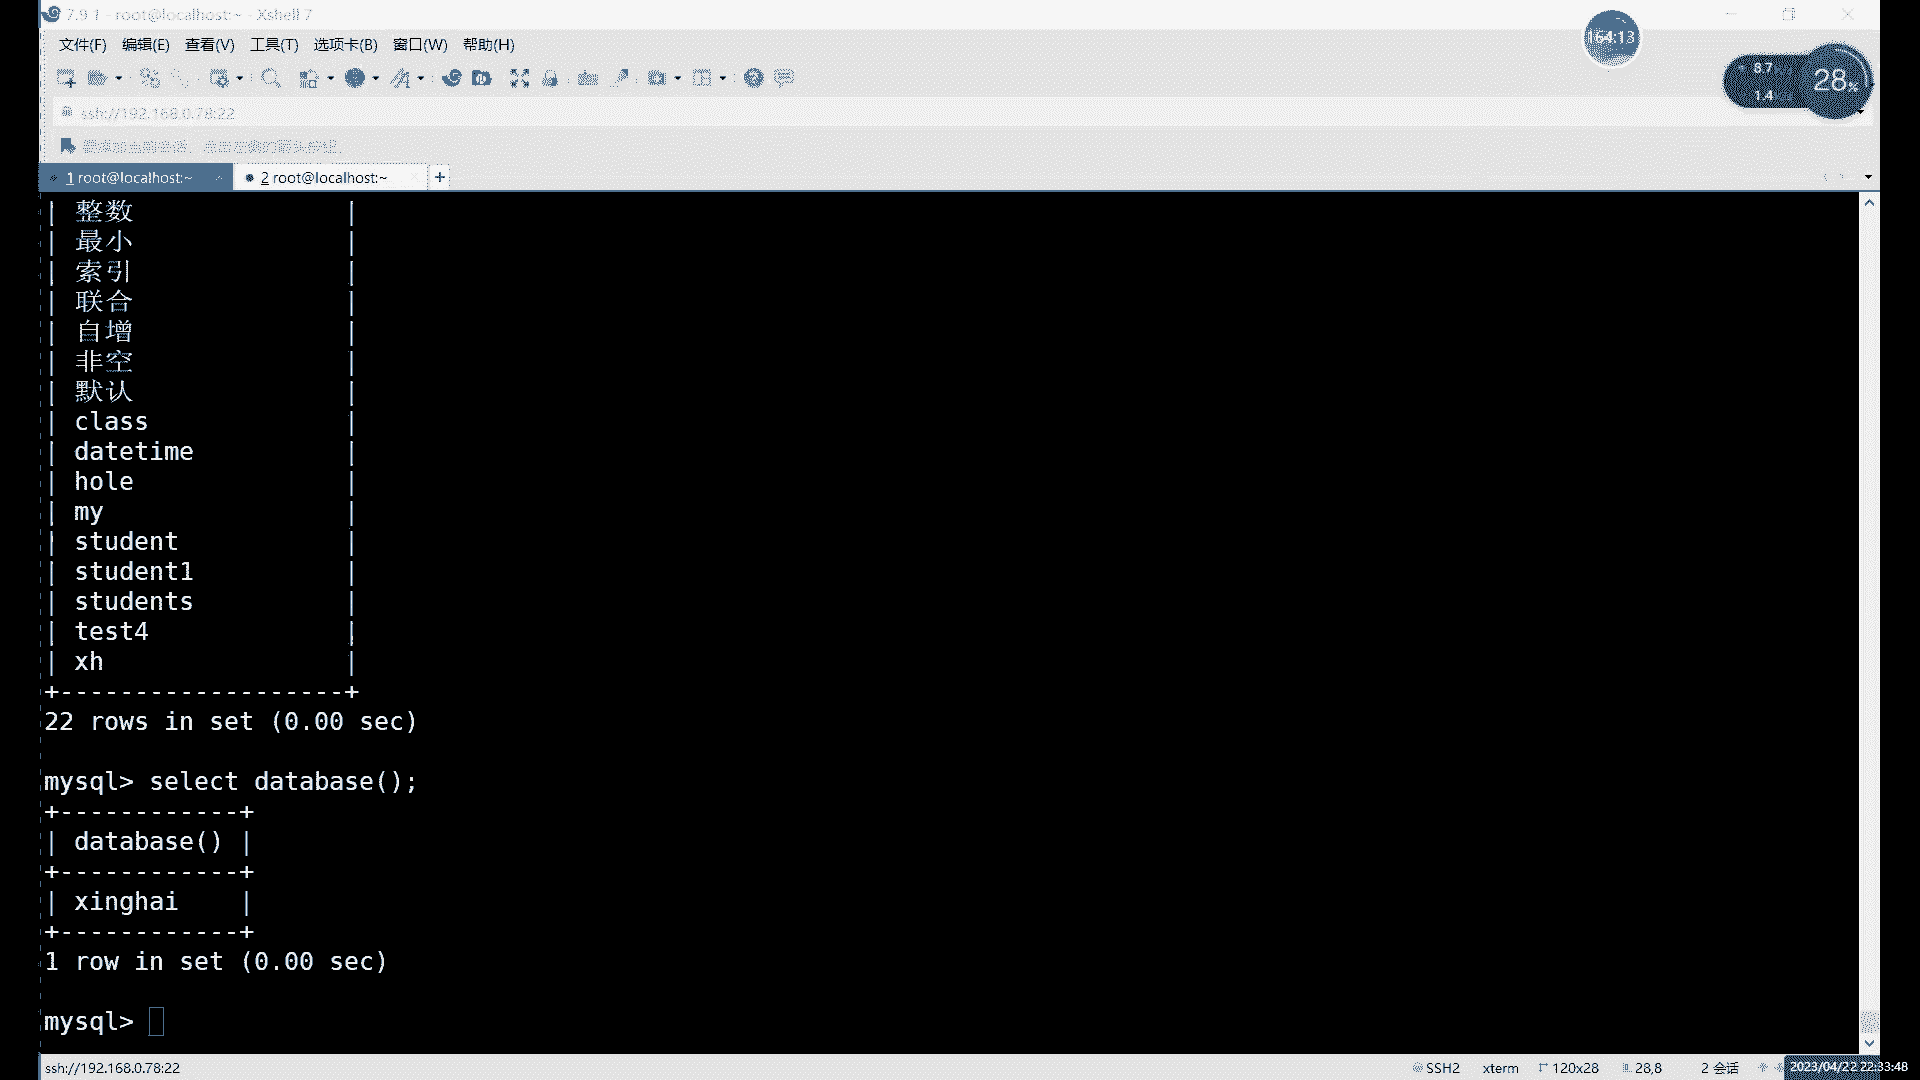 7.9 1 - root@localhost:~ - Xshell 7
文件(F) 编辑(E) 查看(V) 工具(T) 选项卡(B) 窗口(W) 帮助(H)
164:13
8.7
1.4
28%
ssh://192.168.0.78:22
1 root@localhost:~
2 root@localhost:~
+
| 整数 |
| 最小 |
| 索引 |
| 联合 |
| 自增 |
| 非空 |
| 默认 |
| class |
| datetime |
| hole |
| my |
| student |
| student1 |
| students |
| test4 |
| xh |
+-------------------+
22 rows in set (0.00 sec)
mysql> select database();
+------------+
| database() |
+------------+
| xinghai |
+------------+
1 row in set (0.00 sec)
mysql>
ssh://192.168.0.78:22 SSH2 xterm 120x28 28,8 2 会话 2023/04/22 22:33:48